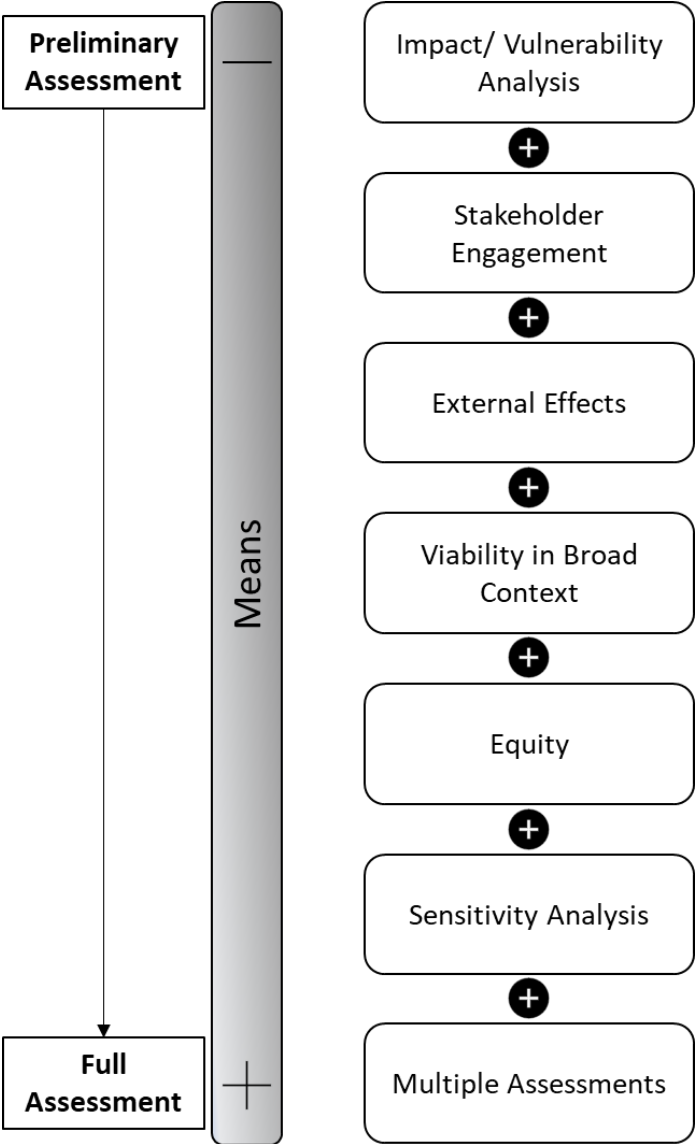 Preliminary
Assessment
—
Means
+
Full
Assessment
Impact/ Vulnerability
Analysis
+
Stakeholder
Engagement
+
External Effects
+
Viability in Broad
Context
+
Equity
+
Sensitivity Analysis
+
Multiple Assessments